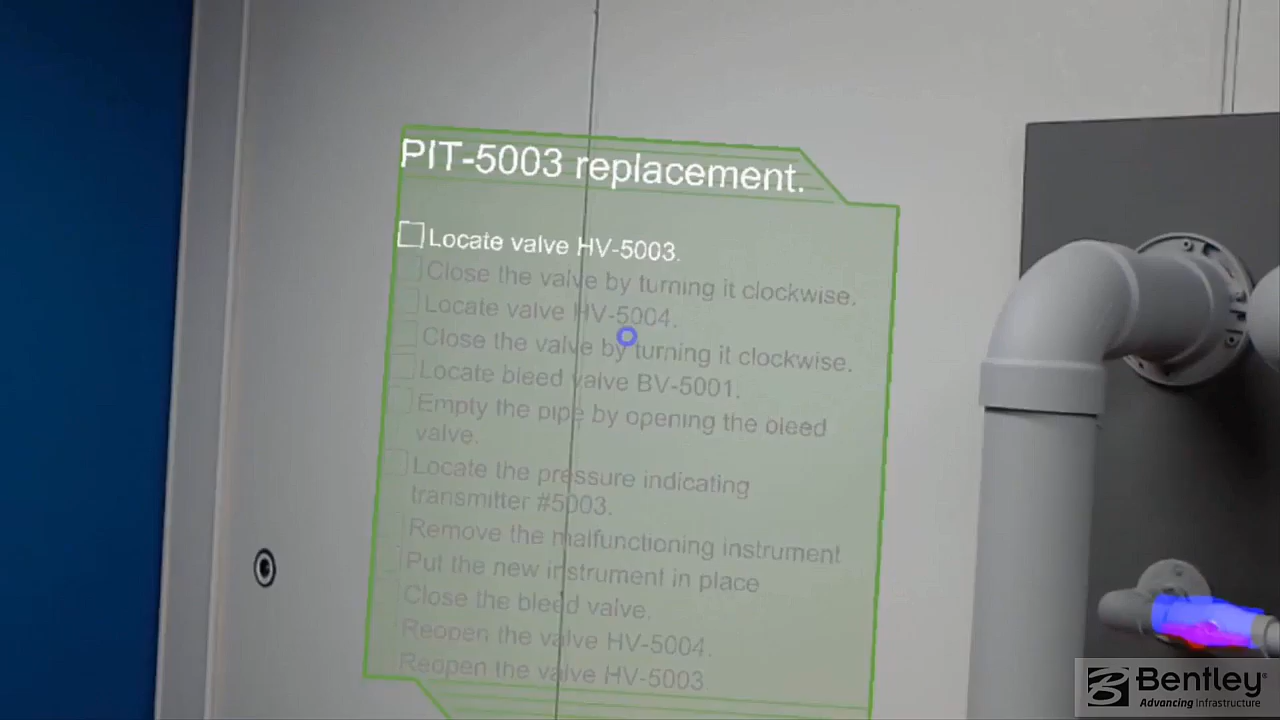 PIT-5003 replacement.
Locate valve HV-5003.
Close the valve by turning it clockwise.
Locate valve HV-5004.
Close the valve by turning it clockwise.
Locate bleed valve BV-5001.
Empty the pipe by opening the bleed
valve.
Locate the pressure indicating
transmitter #5003.
Remove the malfunctioning instrument
Put the new instrument in place
Close the bleed valve.
Reopen the valve HV-5004.
Reopen the valve HV-5003
Bentley
Advancing Infrastructure